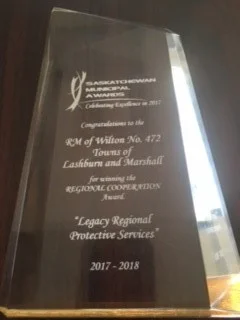 SASKATCHEWAN
MUNICIPAL
AWARDS
Celebrating Excellence in 2017
Congratulations to the
RM of Wilton No. 472
Towns of
Lashburn and Marshall
for winning the
REGIONAL COOPERATION
Award.
"Legacy Regional
Protective Services"
2017 - 2018